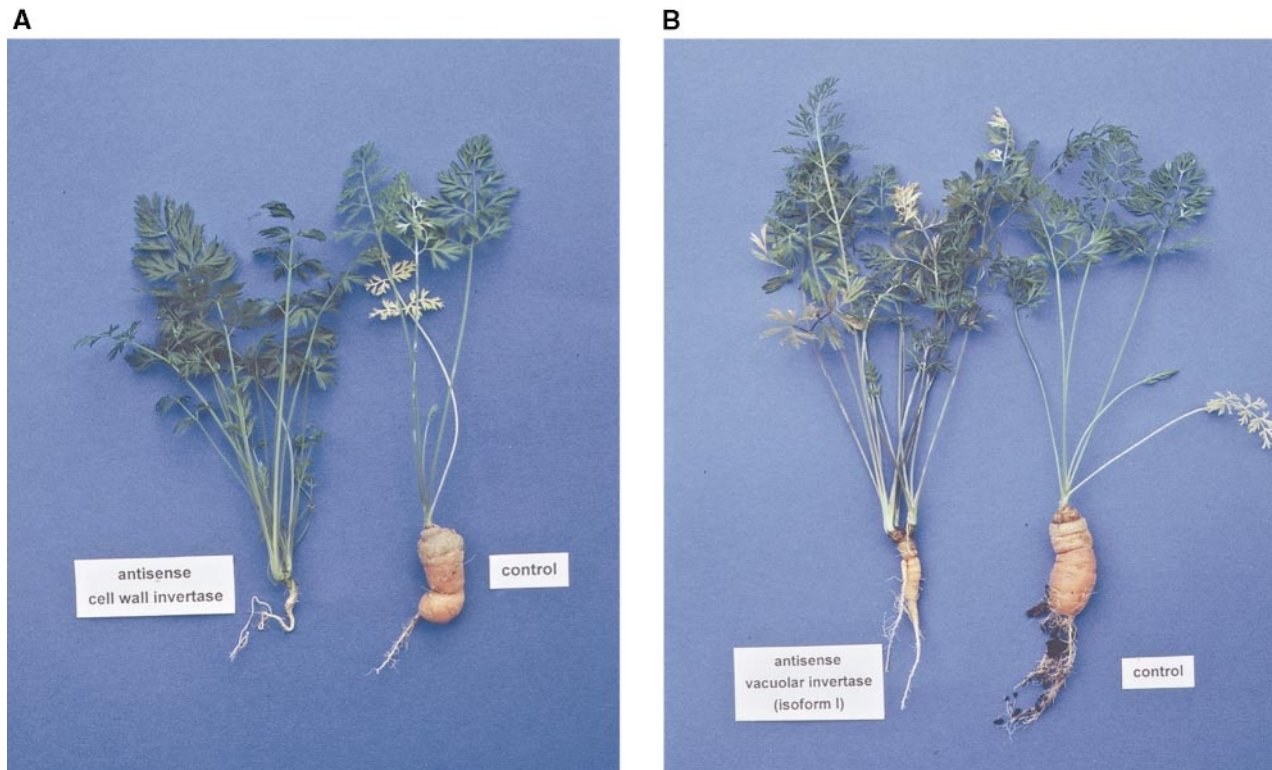 A
B
antisense
cell wall invertase
control
antisense
vacuolar invertase
(isoform I)
control